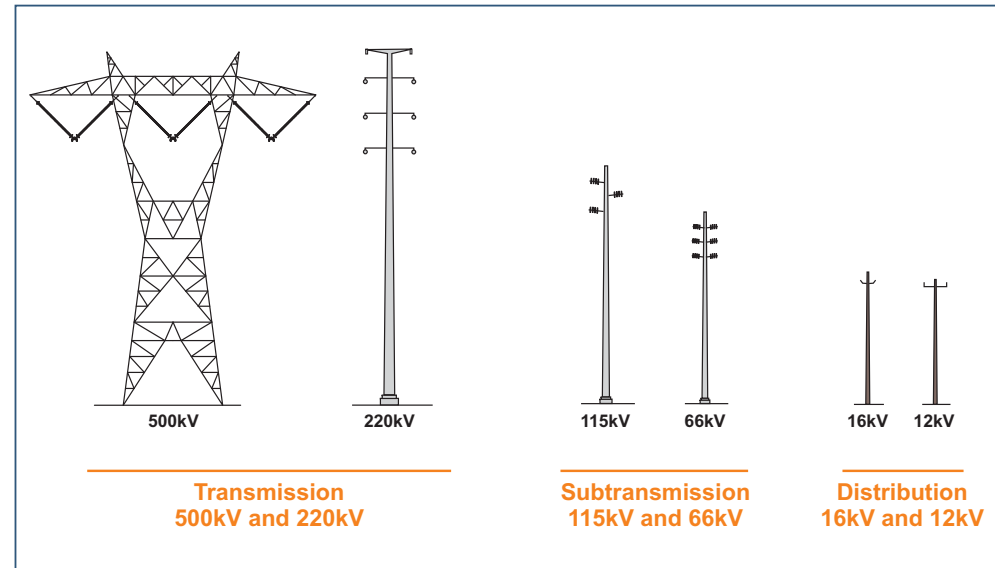 500kV
220kV
115kV
66kV
16kV
12kV
Transmission
500kV and 220kV
Subtransmission
115kV and 66kV
Distribution
16kV and 12kV